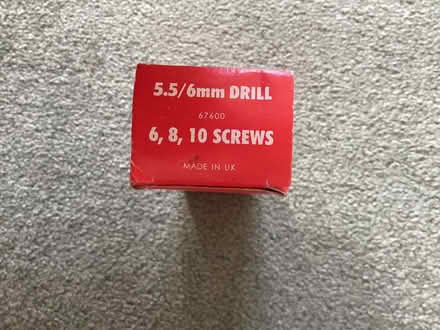 5.5/6mm DRILL
67600
6, 8, 10 SCREWS
MADE IN UK